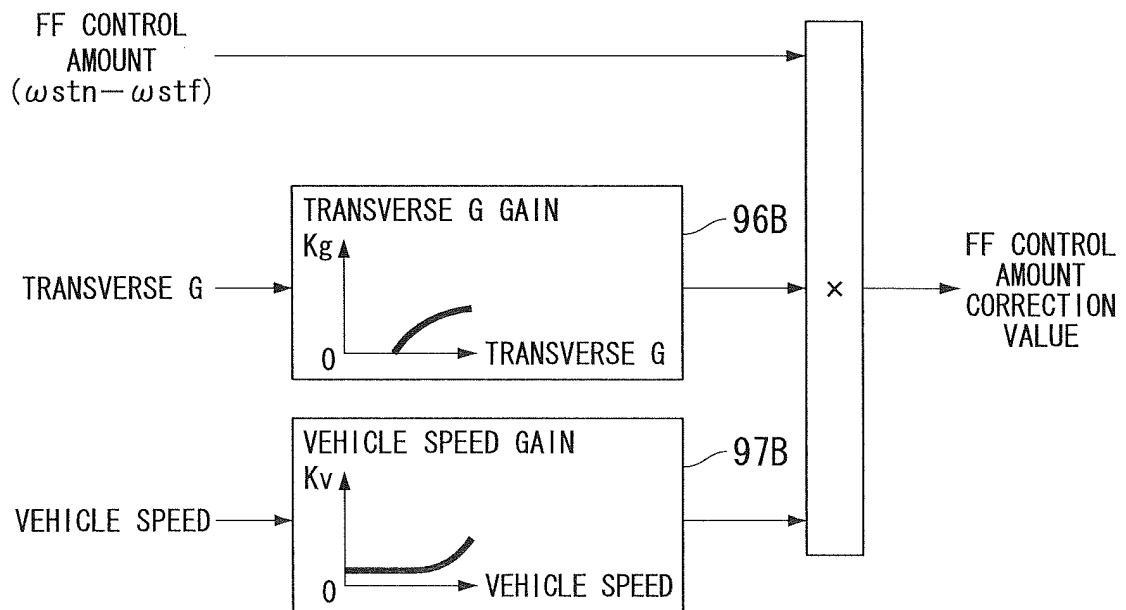 FF CONTROL
AMOUNT
(ωstn－ωstf)
TRANSVERSE G GAIN
Kg
0
TRANSVERSE G
96B
TRANSVERSE G
×
FF CONTROL
AMOUNT
CORRECTION
VALUE
VEHICLE SPEED GAIN
Kv
0
VEHICLE SPEED
97B
VEHICLE SPEED